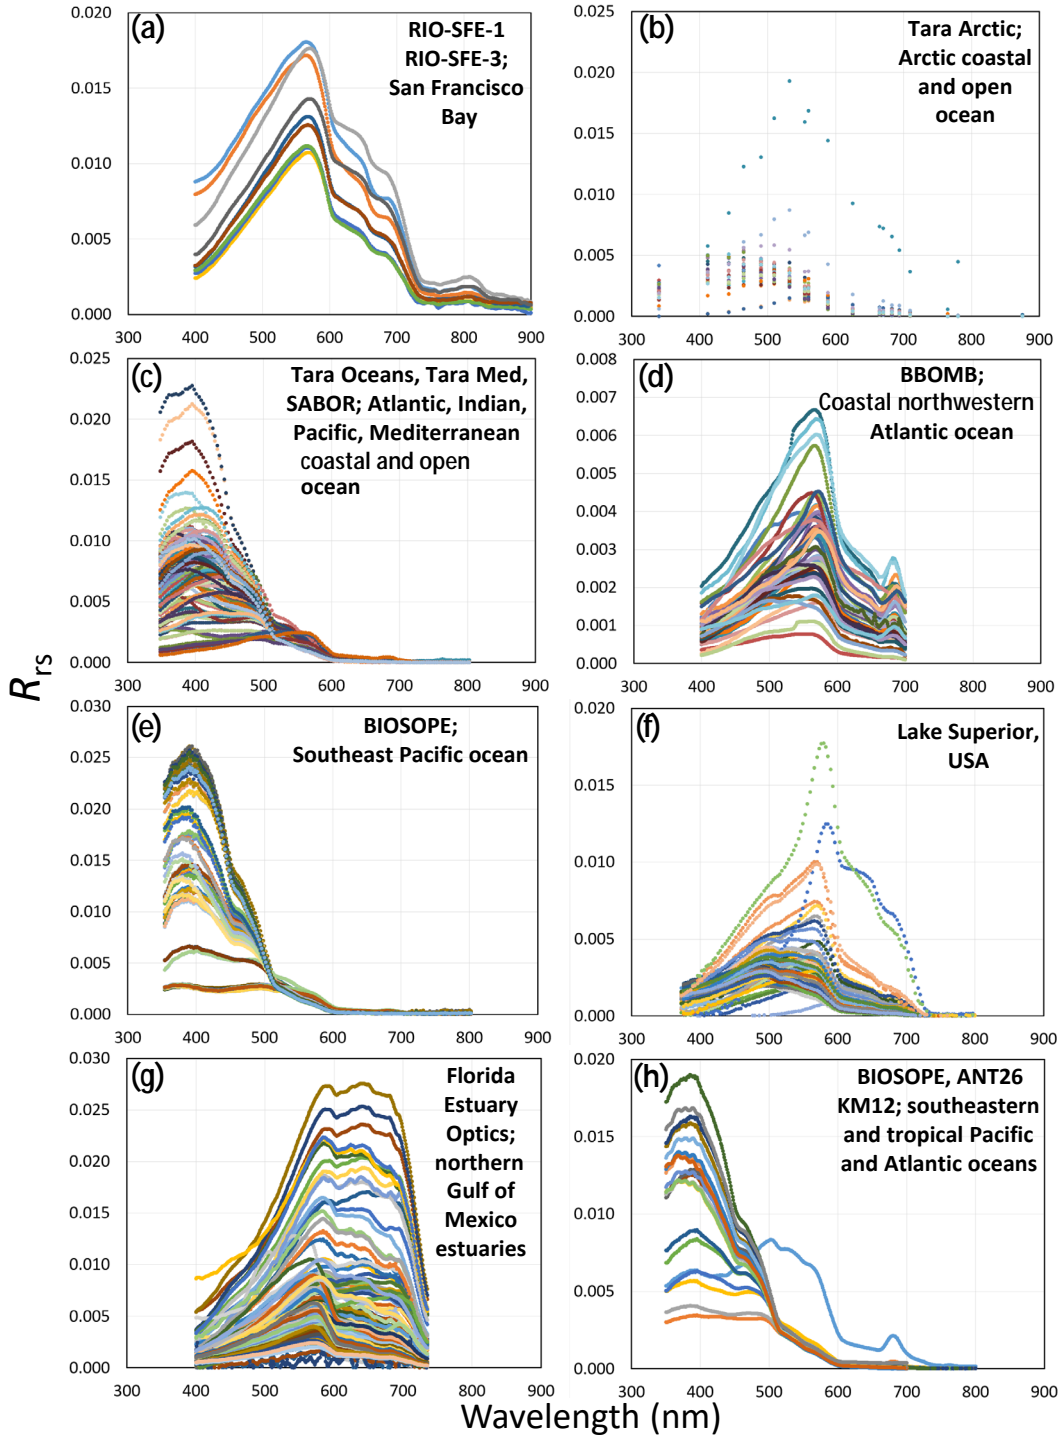 (a)
RIO-SFE-1
RIO-SFE-3;
San Francisco
Bay
0.020
0.015
0.010
0.005
0.000
300 400 500 600 700 800 900
(b)
Tara Arctic;
Arctic coastal
and open
ocean
0.025
0.020
0.015
0.010
0.005
0.000
300 400 500 600 700 800 900
(c)
Tara Oceans, Tara Med,
SABOR; Atlantic, Indian,
Pacific, Mediterranean
coastal and open
ocean
0.025
0.020
0.015
0.010
0.005
0.000
300 400 500 600 700 800 900
(d)
BBOMB;
Coastal northwestern
Atlantic ocean
0.008
0.007
0.006
0.005
0.004
0.003
0.002
0.001
0.000
300 400 500 600 700 800 900
Rrs
(e)
BIOSOPE;
Southeast Pacific ocean
0.030
0.025
0.020
0.015
0.010
0.005
0.000
300 400 500 600 700 800 900
(f)
Lake Superior,
USA
0.020
0.015
0.010
0.005
0.000
300 400 500 600 700 800 900
(g)
Florida
Estuary
Optics;
northern
Gulf of
Mexico
estuaries
0.030
0.025
0.020
0.015
0.010
0.005
0.000
300 400 500 600 700 800 900
(h)
BIOSOPE, ANT26
KM12; southeastern
and tropical Pacific
and Atlantic oceans
0.020
0.015
0.010
0.005
0.000
300 400 500 600 700 800 900
Wavelength (nm)